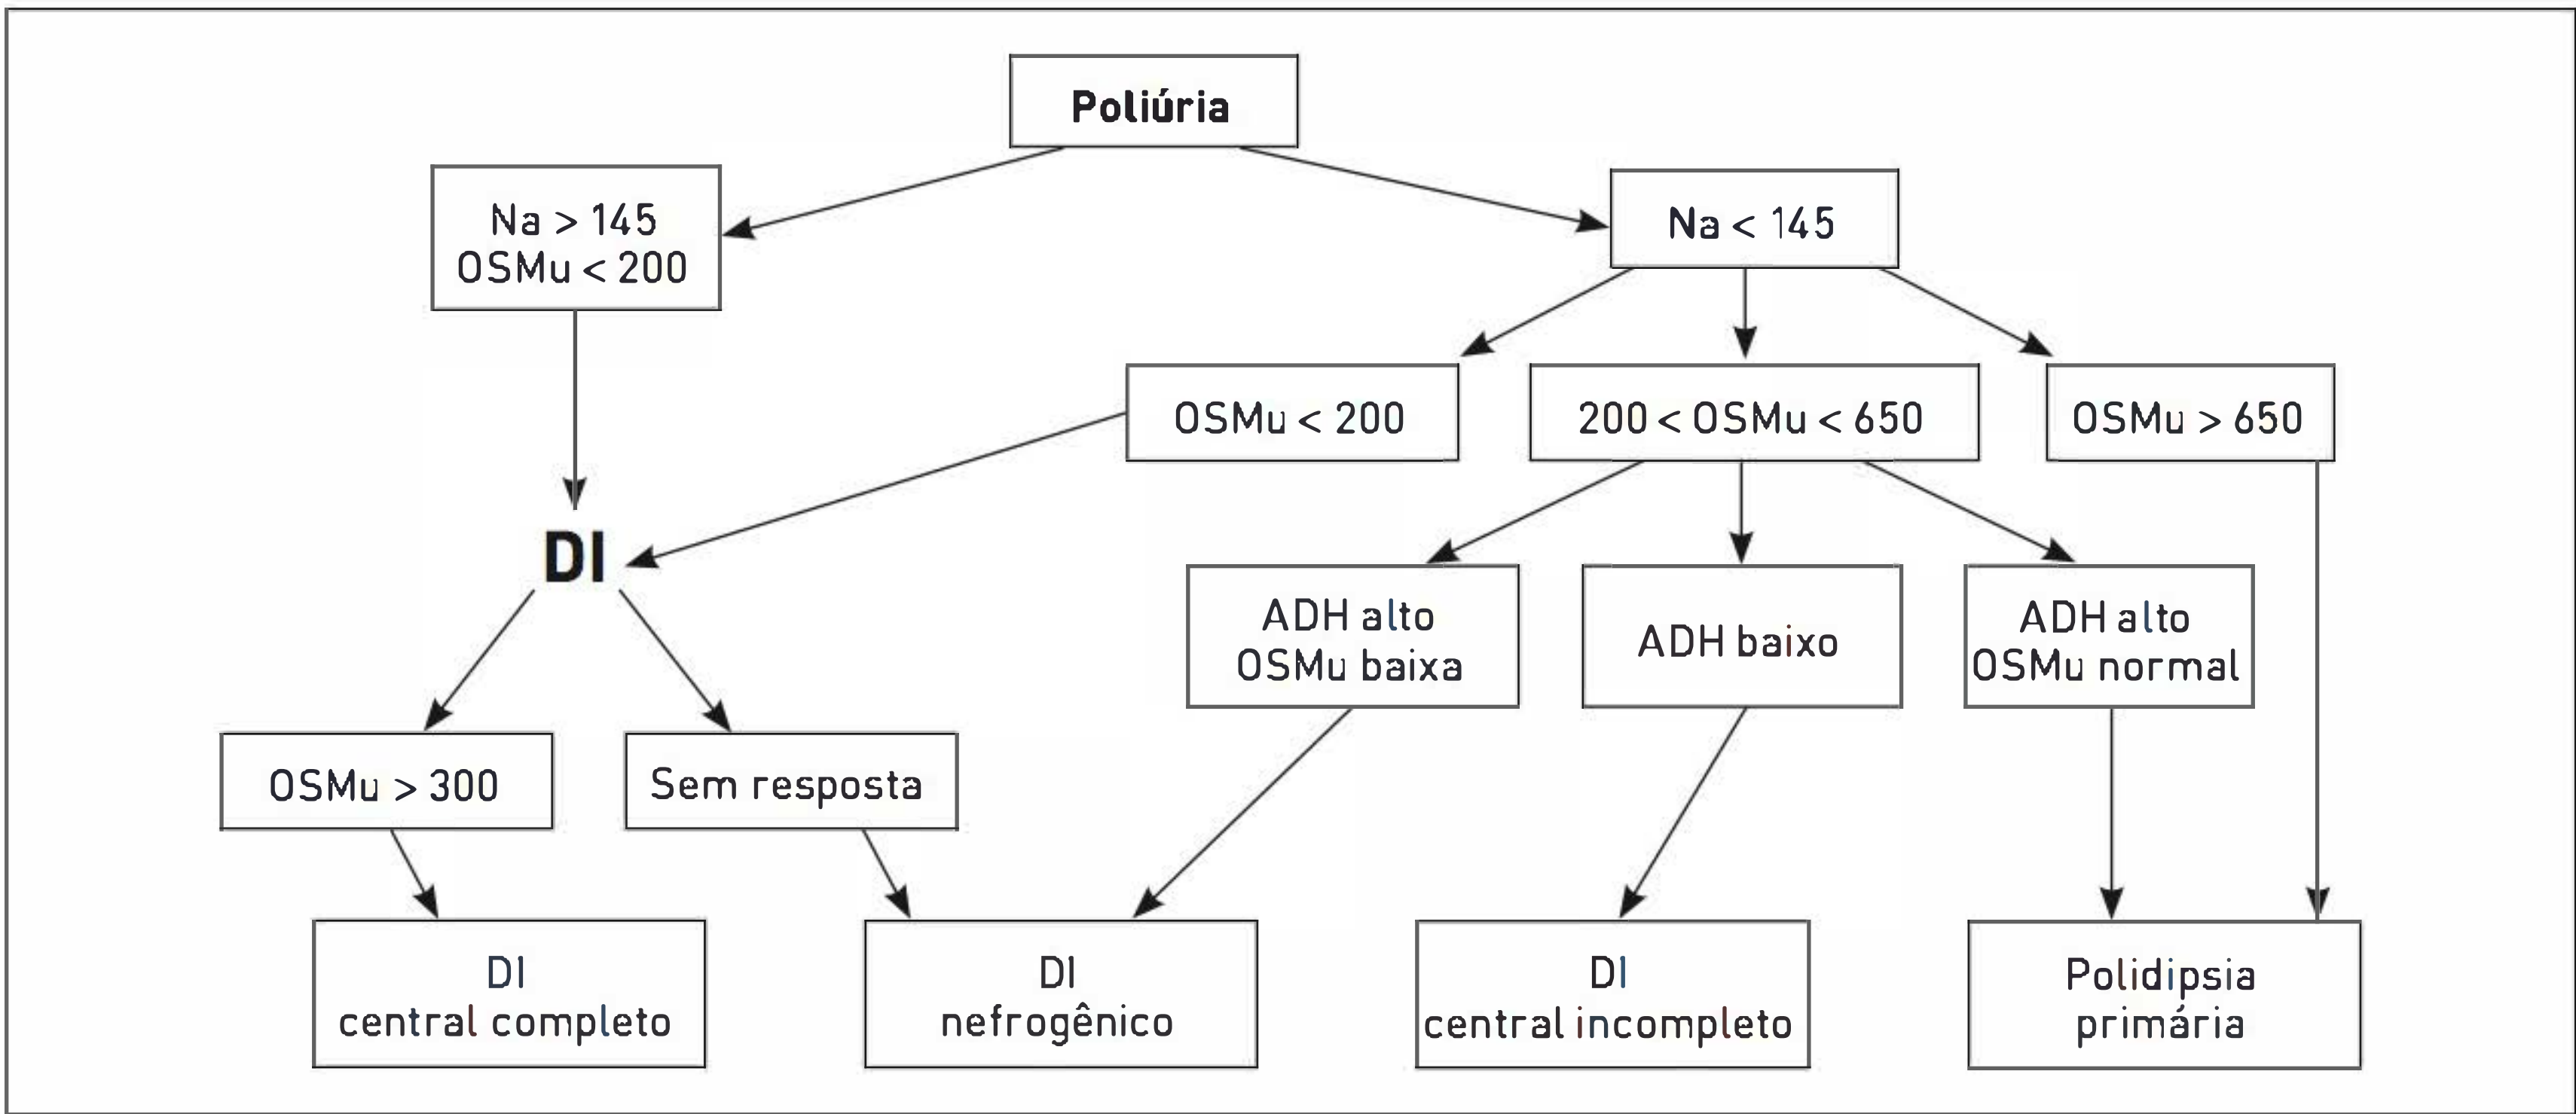 Poliúria
Na > 145
OSMu < 200
Na < 145
OSMu < 200
200 < OSMu < 650
OSMu > 650
DI
ADH alto
OSMu baixa
ADH baixo
ADH alto
OSMu normal
OSMu > 300
Sem resposta
DI
central completo
DI
nefrogênico
DI
central incompleto
Polidipsia
primária